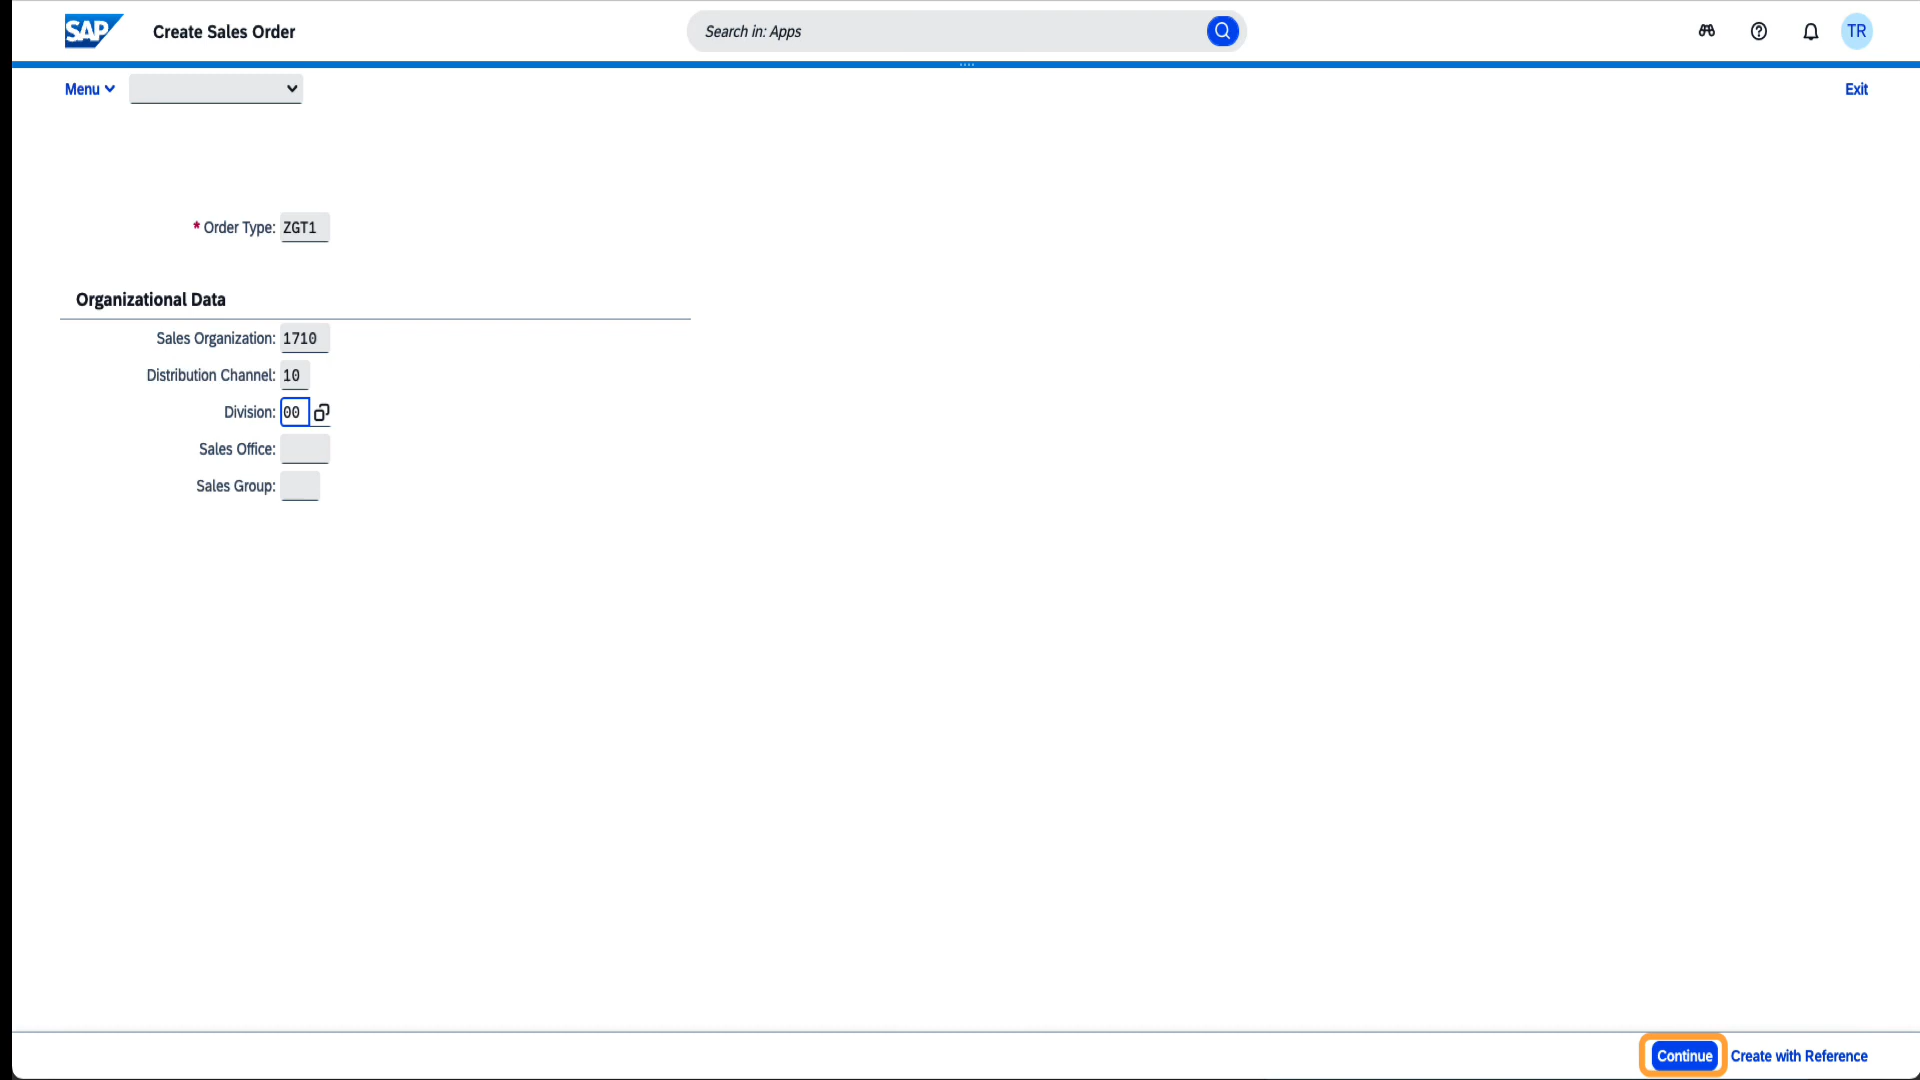 SAP Create Sales Order Search in: Apps TR
Menu Exit
* Order Type: ZGT1
Organizational Data
Sales Organization: 1710
Distribution Channel: 10
Division: 00
Sales Office:
Sales Group:
Continue Create with Reference